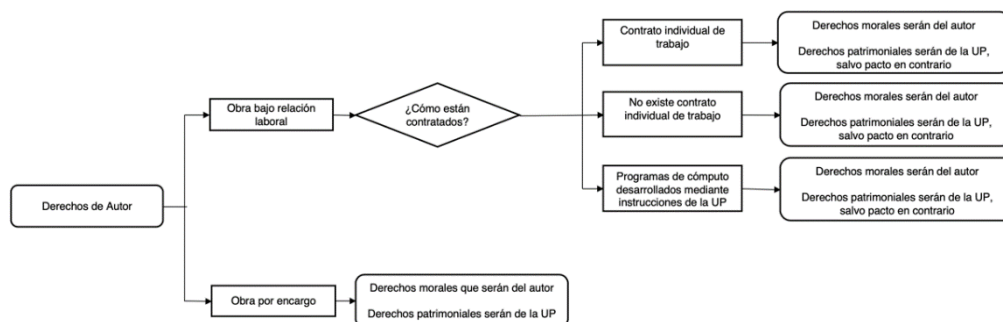 Derechos de Autor
Obra bajo relación
laboral
¿Cómo están
contratados?
Contrato individual de
trabajo
Derechos morales serán del autor
Derechos patrimoniales serán de la UP,
salvo pacto en contrario
No existe contrato
individual de trabajo
Derechos morales serán del autor
Derechos patrimoniales serán de la UP,
salvo pacto en contrario
Programas de cómputo
desarrollados mediante
instrucciones de la UP
Derechos morales serán del autor
Derechos patrimoniales serán de la UP,
salvo pacto en contrario
Obra por encargo
Derechos morales que serán del autor
Derechos patrimoniales serán de la UP